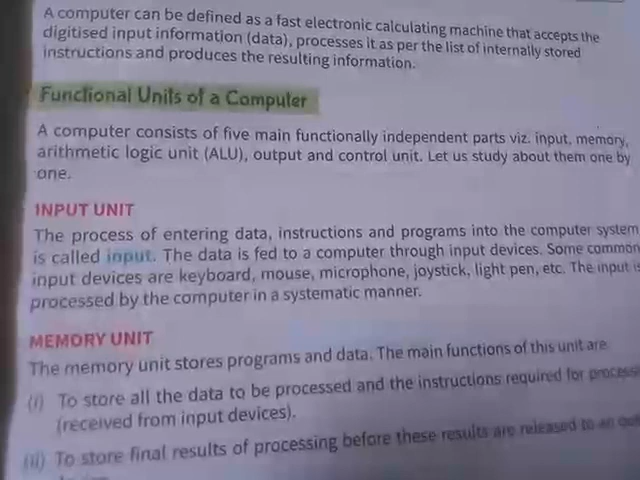 A computer can be defined as a fast electronic calculating machine that accepts the
digitised input information (data), processes it as per the list of internally stored
instructions and produces the resulting information.
Functional Units of a Computer
A computer consists of five main functionally independent parts viz. input, memory,
arithmetic logic unit (ALU), output and control unit. Let us study about them one by
one.
INPUT UNIT
The process of entering data, instructions and programs into the computer system
is called input. The data is fed to a computer through input devices. Some common
input devices are keyboard, mouse, microphone, joystick, light pen, etc. The input is
processed by the computer in a systematic manner.
MEMORY UNIT
The memory unit stores programs and data. The main functions of this unit are
(i) To store all the data to be processed and the instructions required for
(received from input devices).
(ii) To store final results of processing before these results are released to an